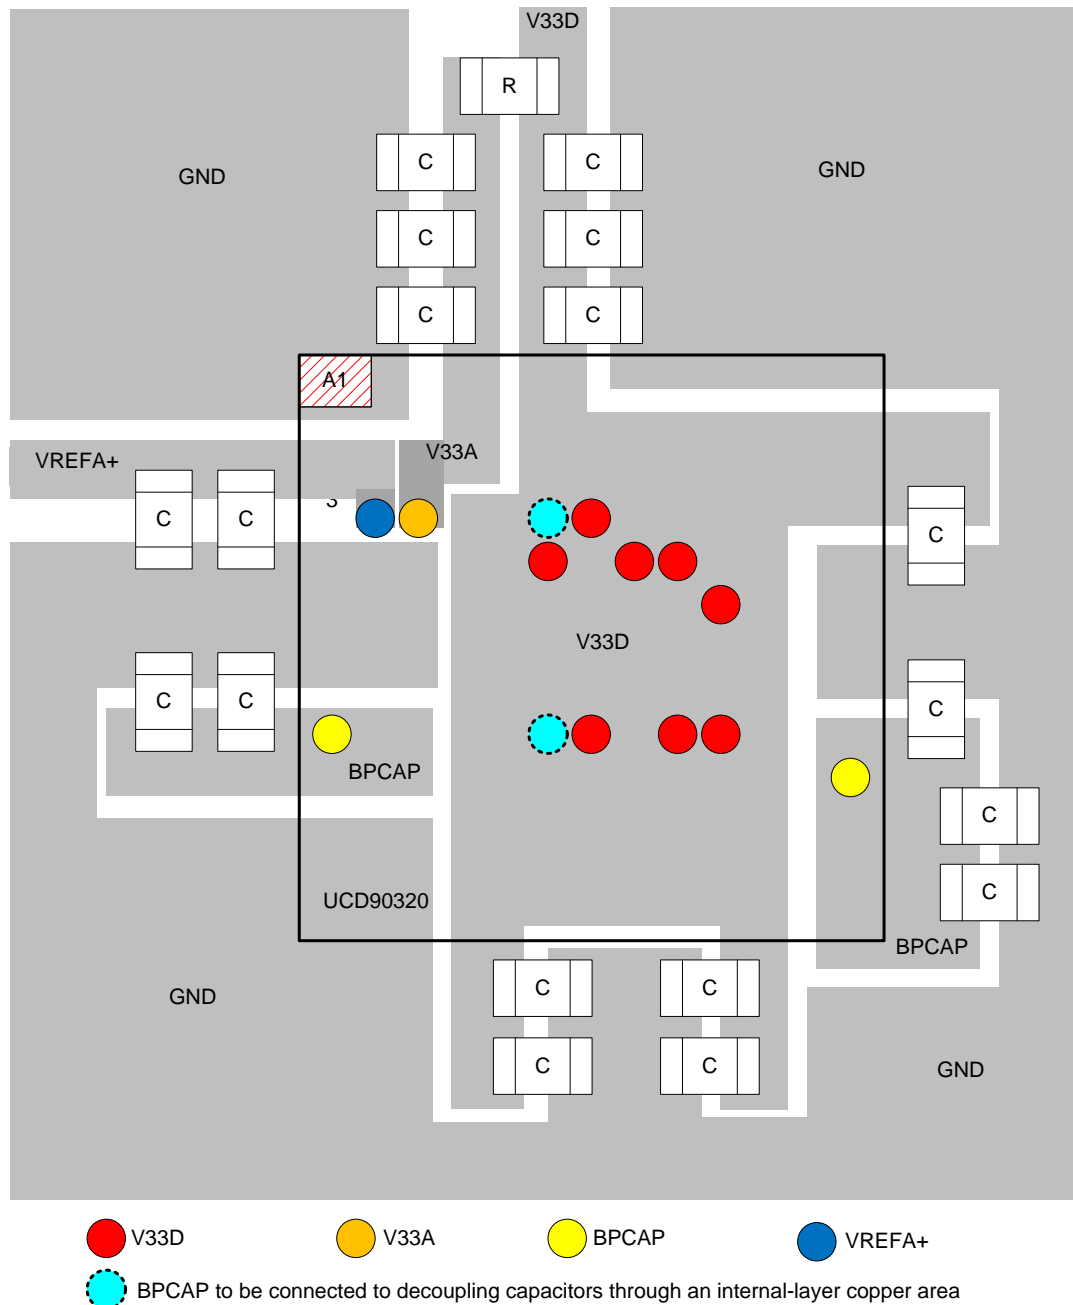 V33D
R
C
C
GND
GND
C
C
C
C
A1
V33A
VREFA+
C
C
C
V33D
C
C
C
BPCAP
C
C
UCD90320
BPCAP
C
C
GND
C
C
GND
V33D
V33A
BPCAP
VREFA+
BPCAP to be connected to decoupling capacitors through an internal-layer copper area